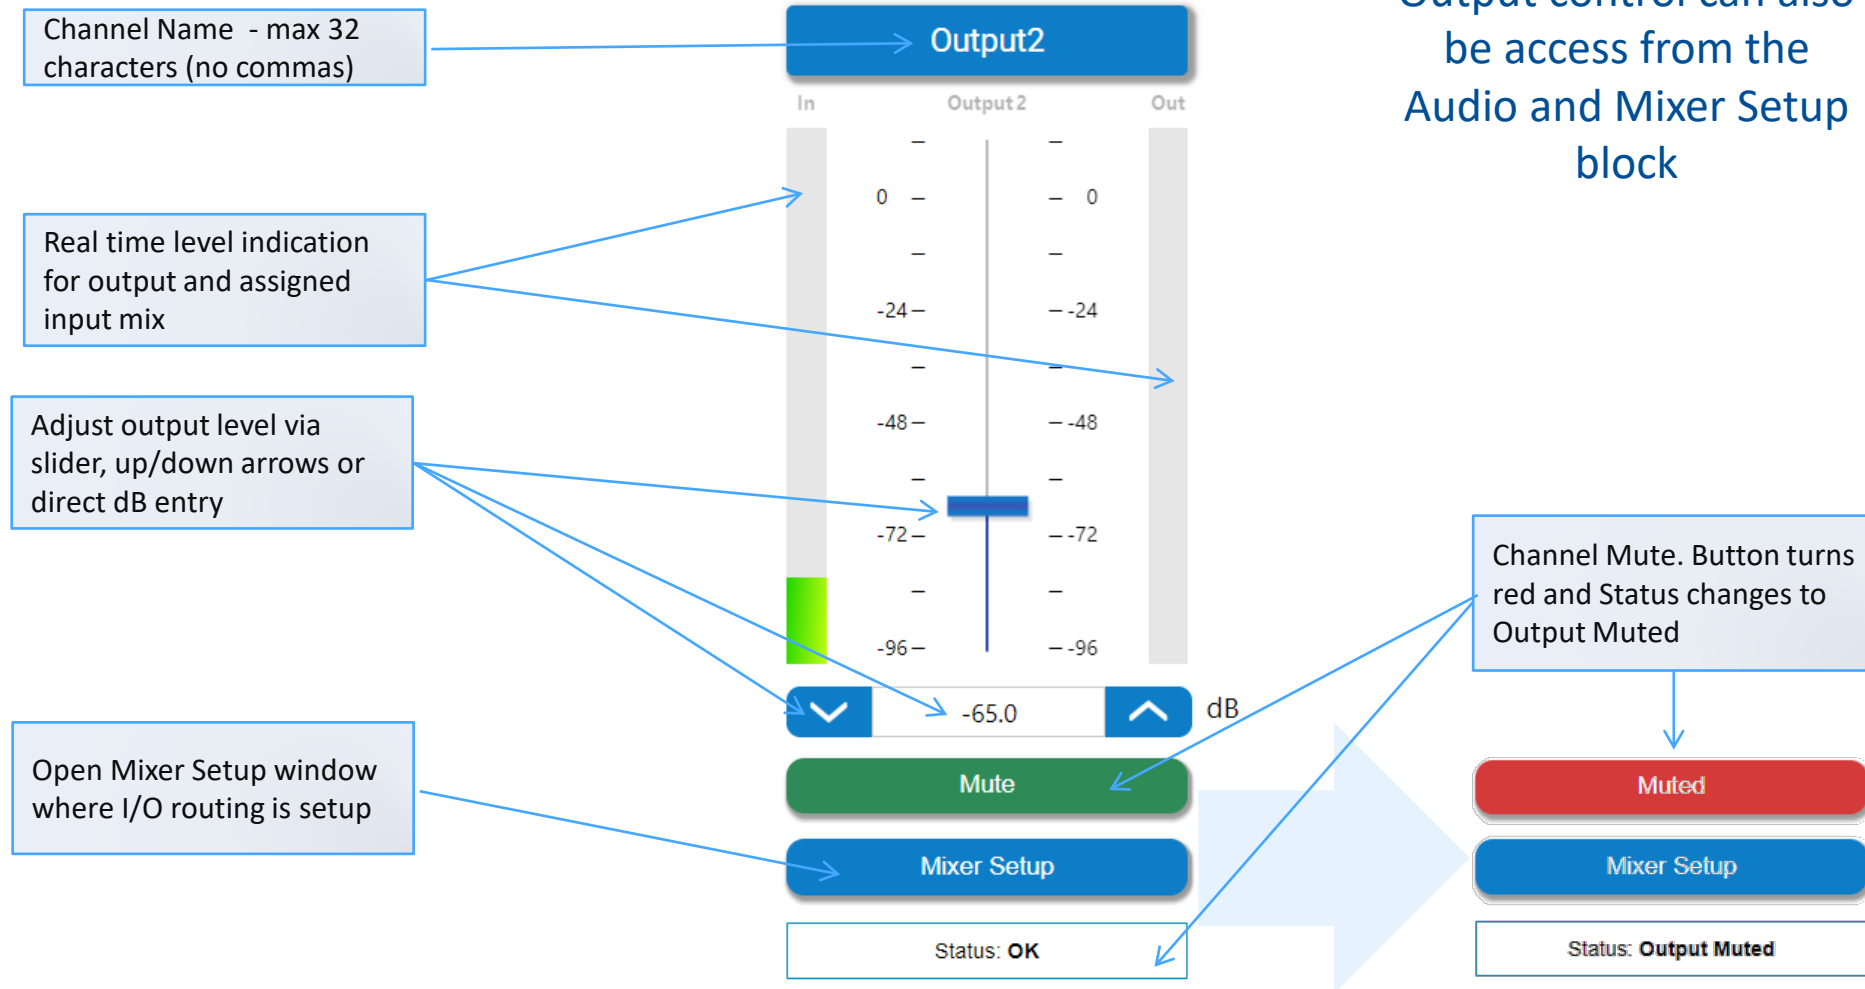 Channel Name - max 32
characters (no commas)
Output2
Output control can also
be access from the
Audio and Mixer Setup
block
In
Output 2
Out
0
0
Real time level indication
for output and assigned
input mix
-24
-24
Adjust output level via
slider, up/down arrows or
direct dB entry
-48
-48
-72
-72
Channel Mute. Button turns
red and Status changes to
Output Muted
-96
-96
-65.0
dB
Open Mixer Setup window
where I/O routing is setup
Mute
Muted
Mixer Setup
Mixer Setup
Status: OK
Status: Output Muted